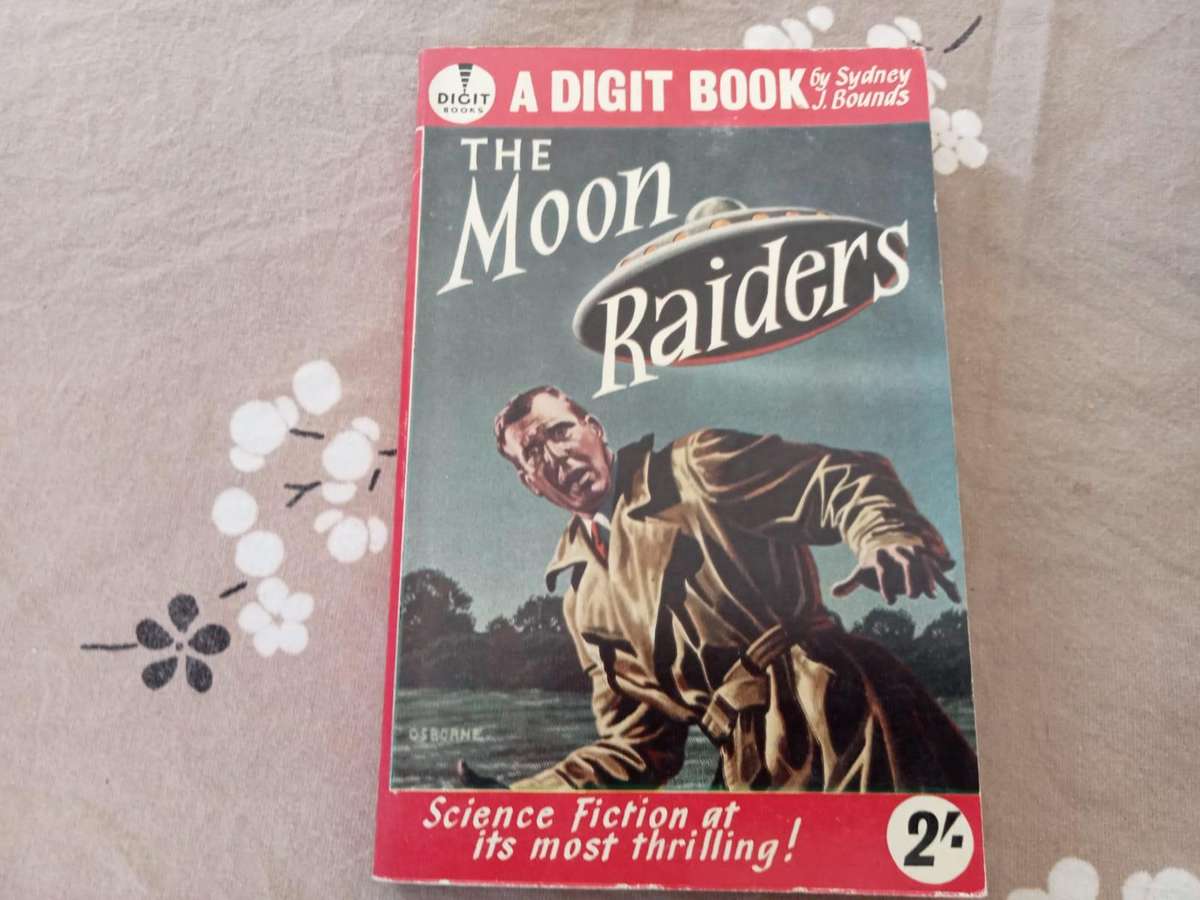 DIGIT
BOOKS
A DIGIT BOOK
by Sydney
J. Bounds
THE
Moon
Raiders
OSBORNE
Science Fiction at
its most thrilling!
2/-